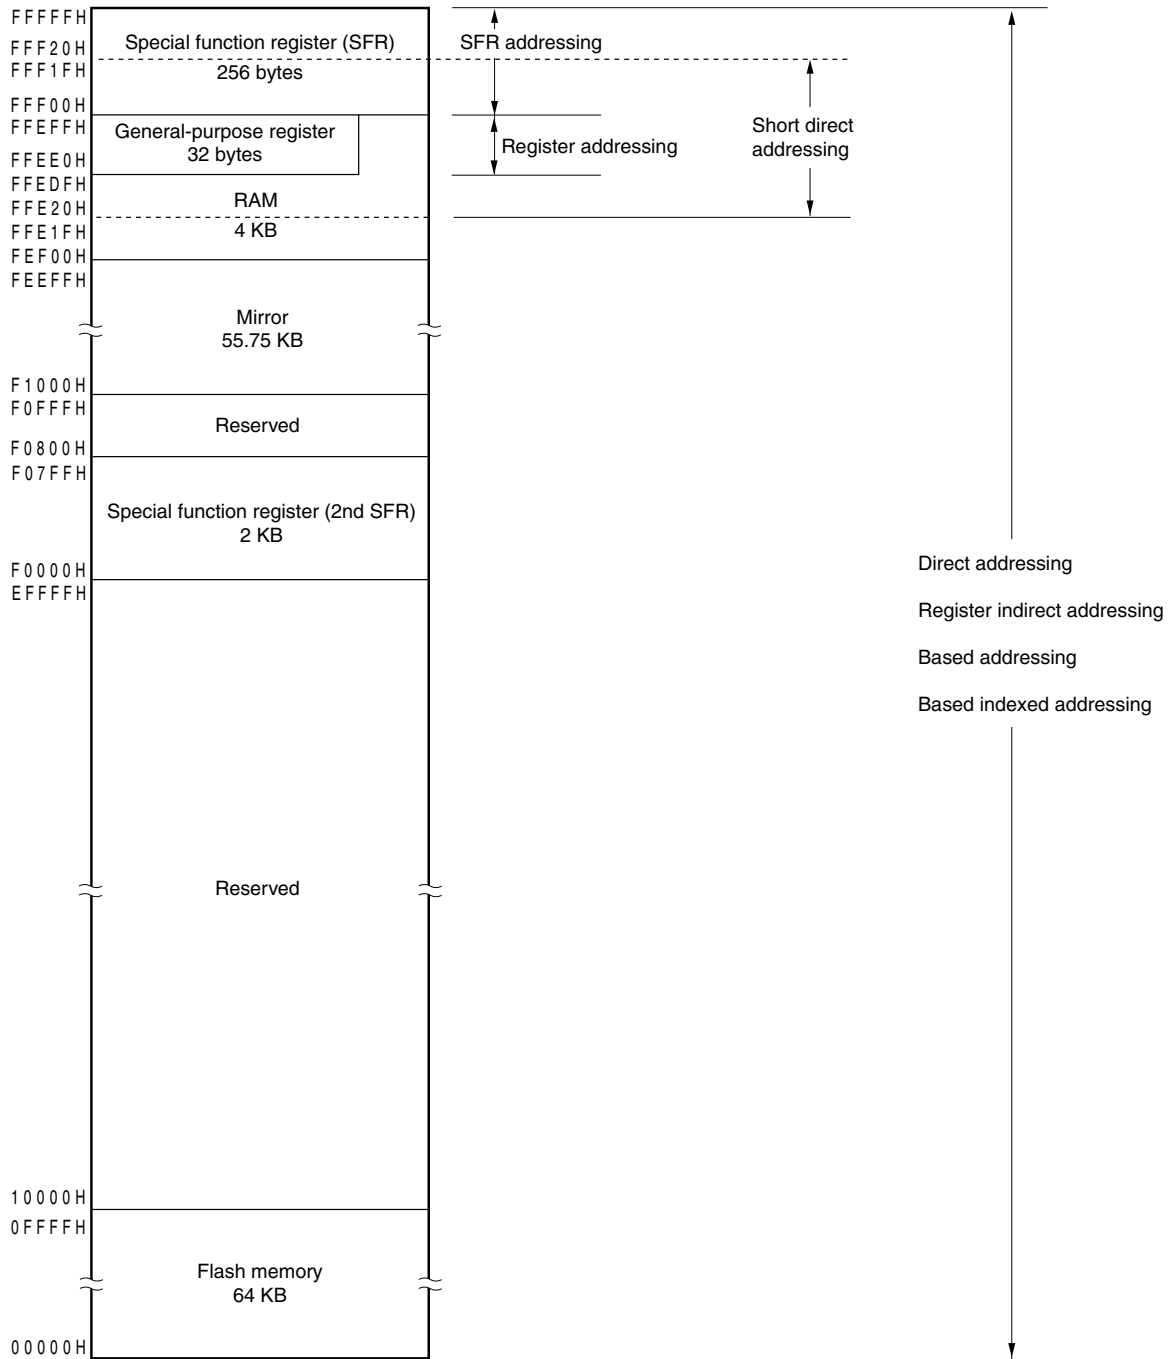 FFFFFH
FFF20H
FFF1FH
FFF00H
FFEFFH
FFEE0H
FFEDFH
FFE20H
FFE1FH
FEF00H
FEEFFH
F1000H
F0FFFH
F0800H
F07FFH
F0000H
EFFFFH
10000H
0FFFFH
00000H
Special function register (SFR)
256 bytes
General-purpose register
32 bytes
RAM
4 KB
Mirror
55.75 KB
Reserved
Special function register (2nd SFR)
2 KB
Reserved
Flash memory
64 KB
SFR addressing
Register addressing
Short direct
addressing
Direct addressing
Register indirect addressing
Based addressing
Based indexed addressing